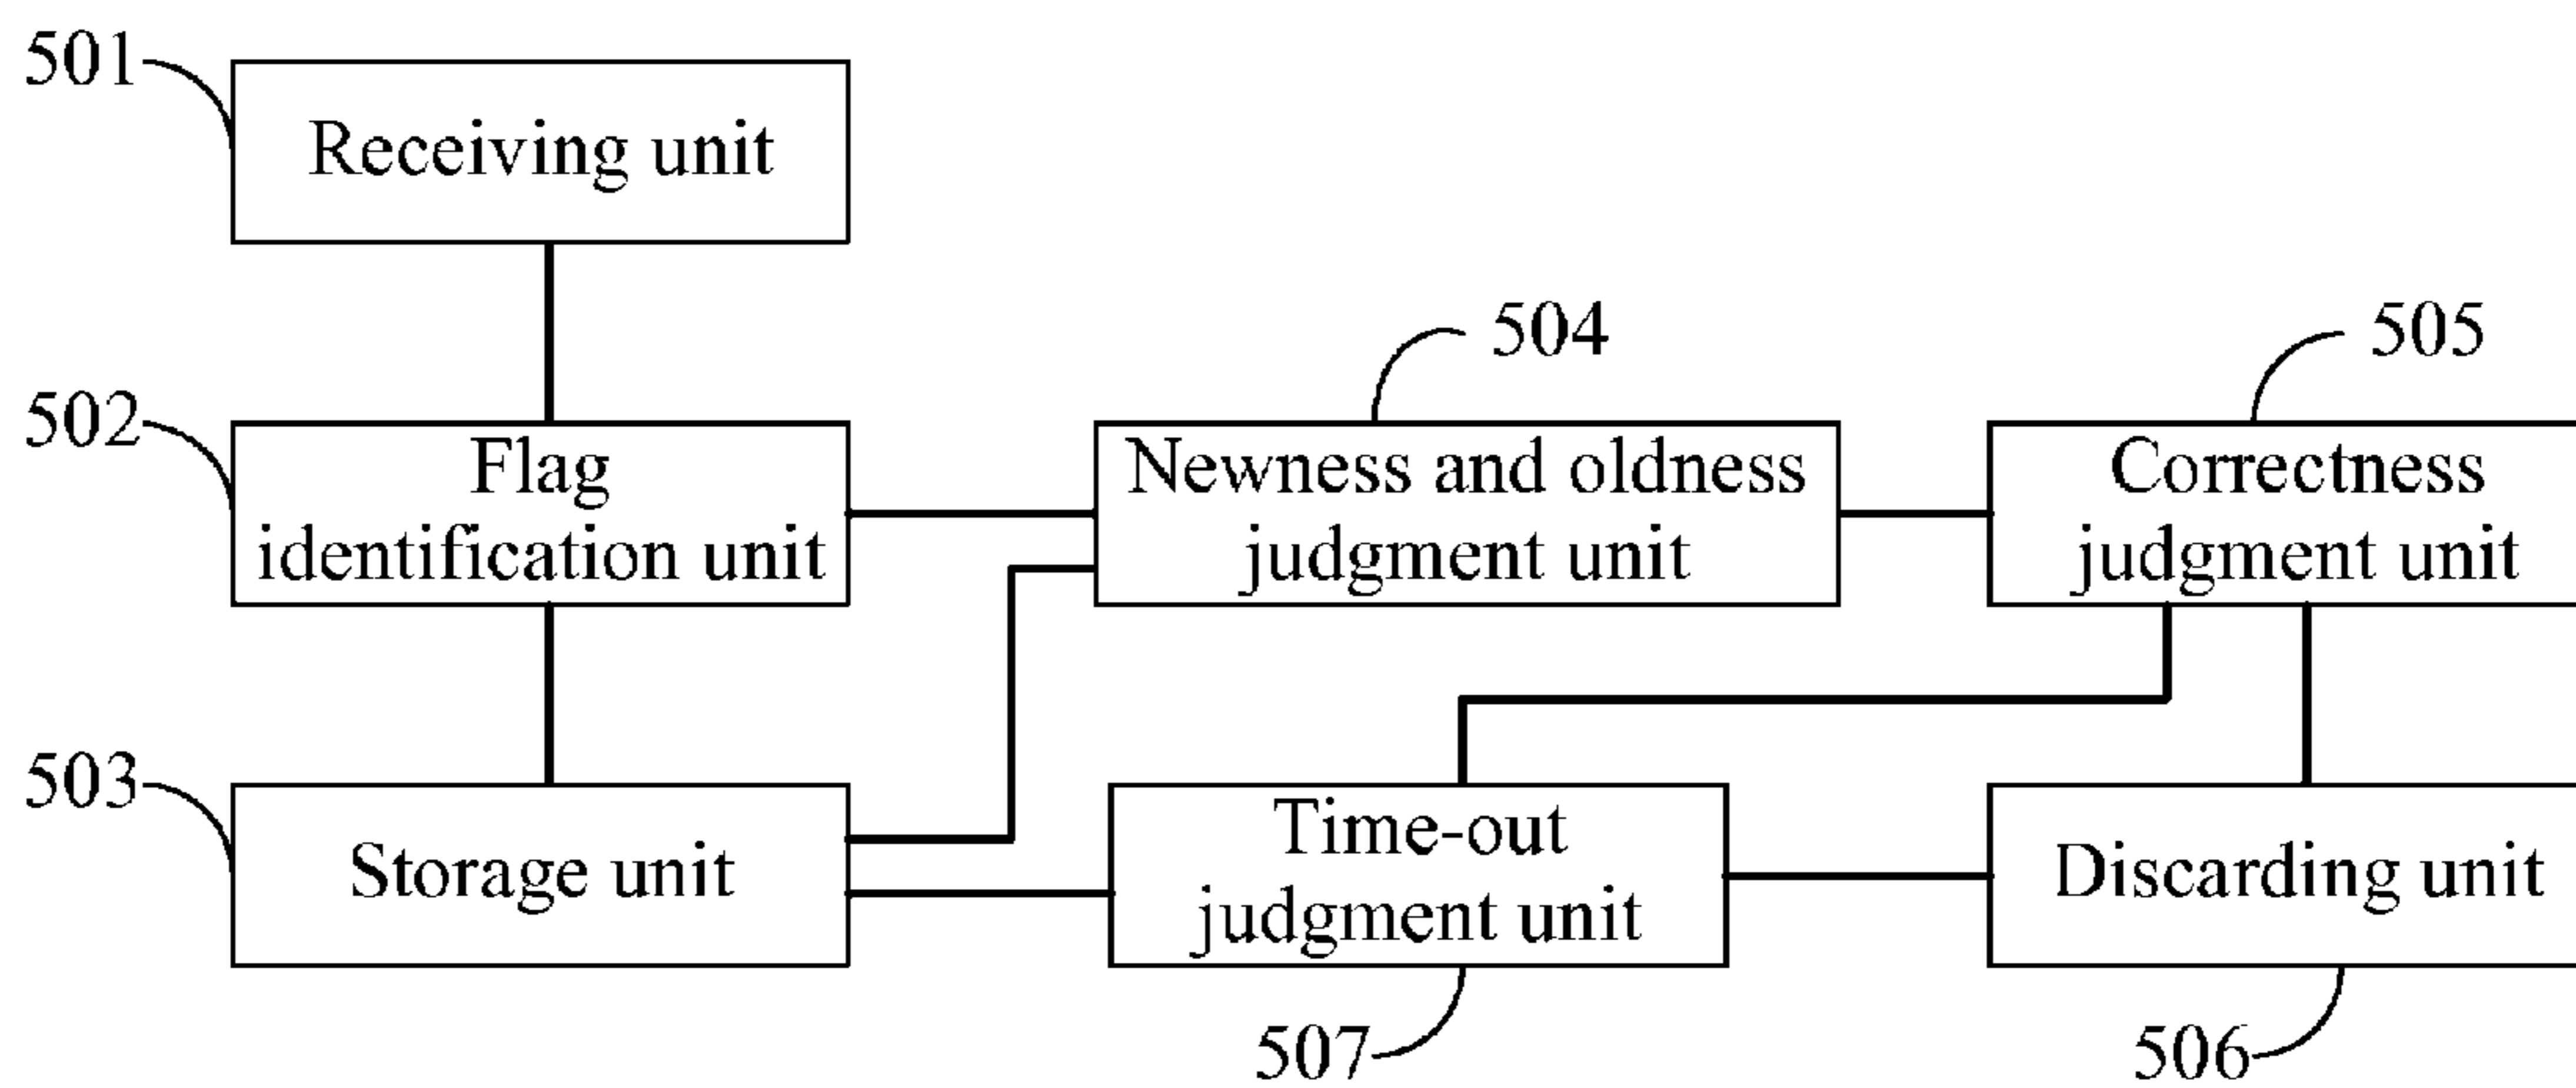 501
Receiving unit
504
505
502
Flag
identification unit
Newness and oldness
judgment unit
Correctness
judgment unit
503
Storage unit
Time-out
judgment unit
Discarding unit
507
506